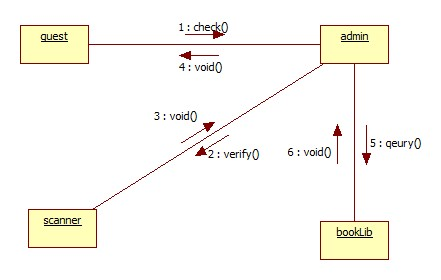 1 : check()
guest
admin
4 : void()
3 : void()
2 : verify()
6 : void()
5 : qeury()
scanner
bookLib